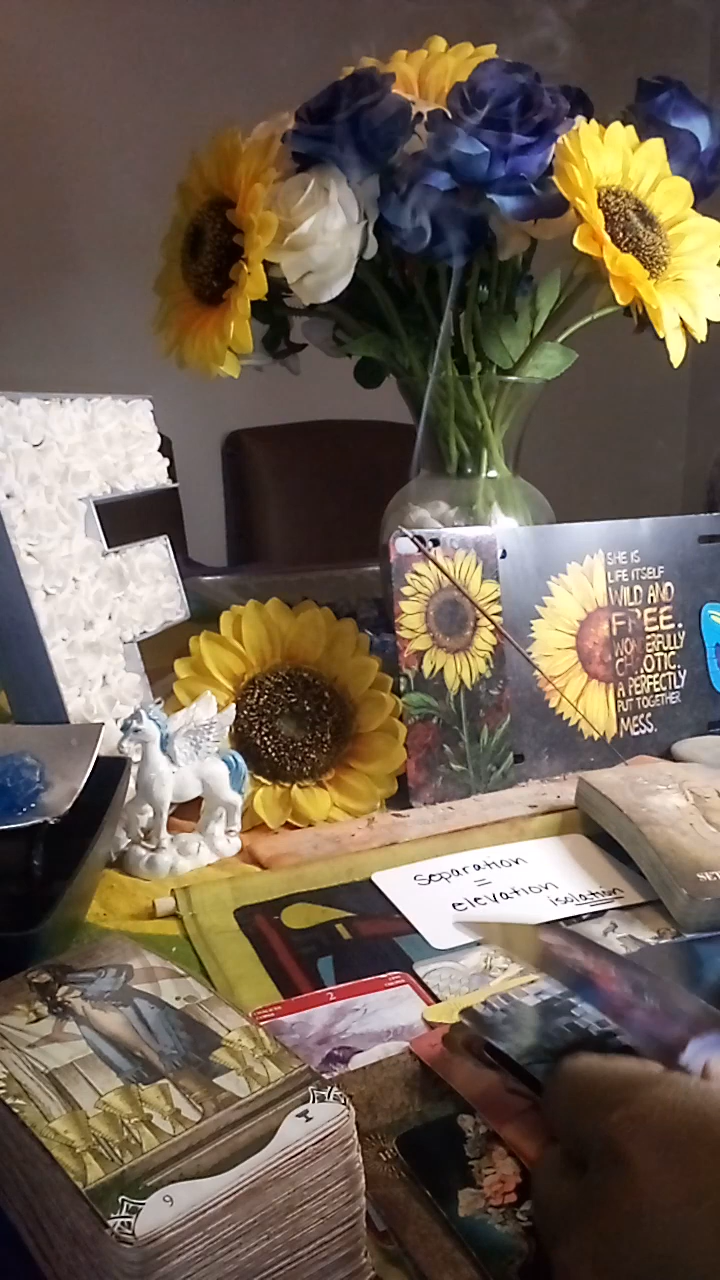 F
SHE IS
LIFE ITSELF
WILD AND
FREE.
WONDERFULLY
CHAOTIC.
A PERFECTLY
PUT TOGETHER
MESS.
separation
=
elevation
isolation
2
9